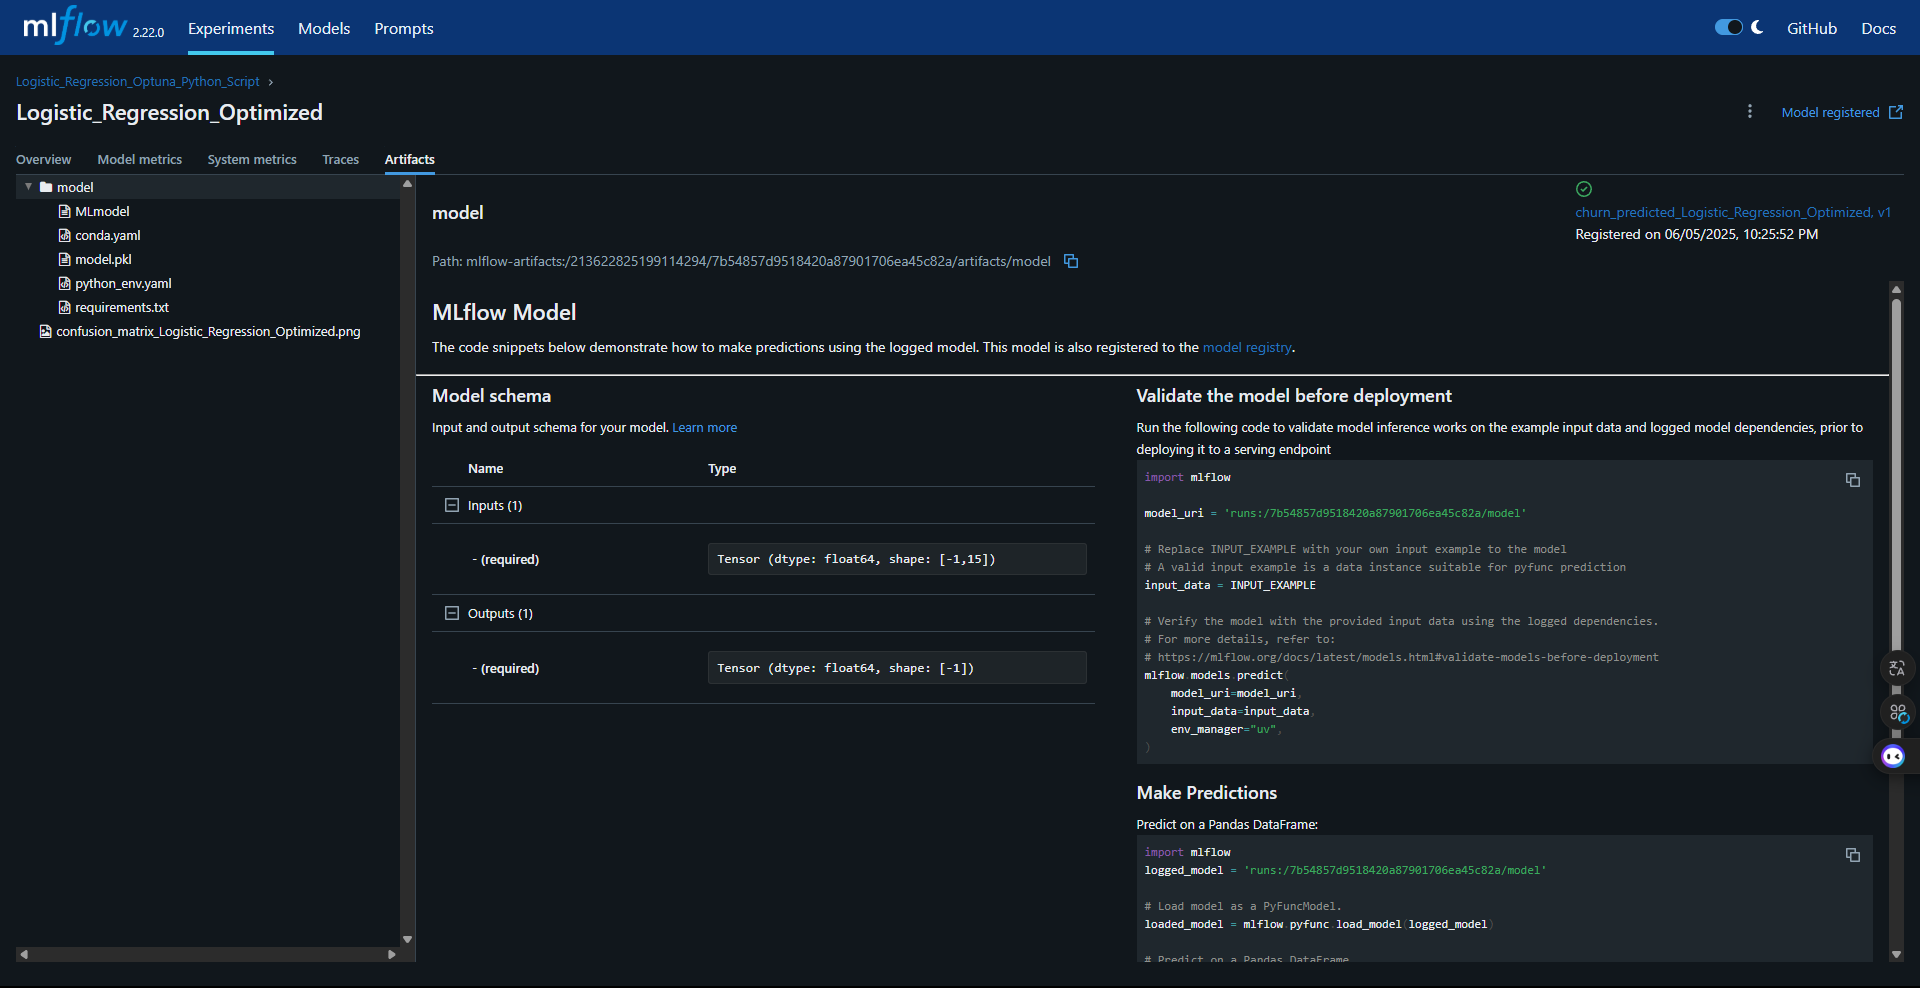 mlflow 2.22.0 Experiments Models Prompts GitHub Docs
Logistic_Regression_Optuna_Python_Script ›
Logistic_Regression_Optimized
Model registered
Overview Model metrics System metrics Traces Artifacts
model
MLmodel
conda.yaml
model.pkl
python_env.yaml
requirements.txt
confusion_matrix_Logistic_Regression_Optimized.png
model
churn_predicted_Logistic_Regression_Optimized, v1
Registered on 06/05/2025, 10:25:52 PM
Path: mlflow-artifacts:/213622825199114294/7b54857d9518420a87901706ea45c82a/artifacts/model
MLflow Model
The code snippets below demonstrate how to make predictions using the logged model. This model is also registered to the model registry.
Model schema
Input and output schema for your model. Learn more
Name Type
Inputs (1)
- (required) Tensor (dtype: float64, shape: [-1,15])
Outputs (1)
- (required) Tensor (dtype: float64, shape: [-1])
Validate the model before deployment
Run the following code to validate model inference works on the example input data and logged model dependencies, prior to
deploying it to a serving endpoint
import mlflow
model_uri = 'runs:/7b54857d9518420a87901706ea45c82a/model'
# Replace INPUT_EXAMPLE with your own input example to the model
# A valid input example is a data instance suitable for pyfunc prediction
input_data = INPUT_EXAMPLE
# Verify the model with the provided input data using the logged dependencies.
# For more details, refer to:
# https://mlflow.org/docs/latest/models.html#validate-models-before-deployment
mlflow.models.predict(
model_uri=model_uri,
input_data=input_data,
env_manager="uv",
)
Make Predictions
Predict on a Pandas DataFrame:
import mlflow
logged_model = 'runs:/7b54857d9518420a87901706ea45c82a/model'
# Load model as a PyFuncModel.
loaded_model = mlflow.pyfunc.load_model(logged_model)
# Predict on a Pandas DataFrame